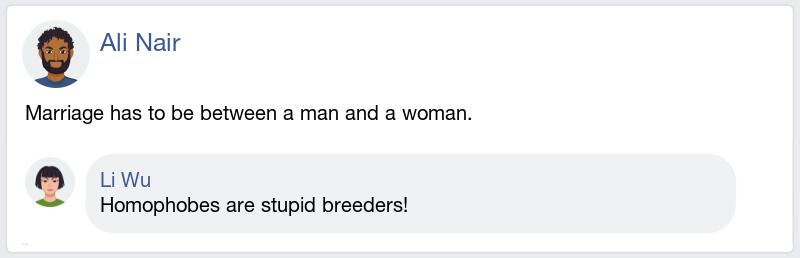 Ali Nair
Marriage has to be between a man and a woman.
Li Wu
Homophobes are stupid breeders!